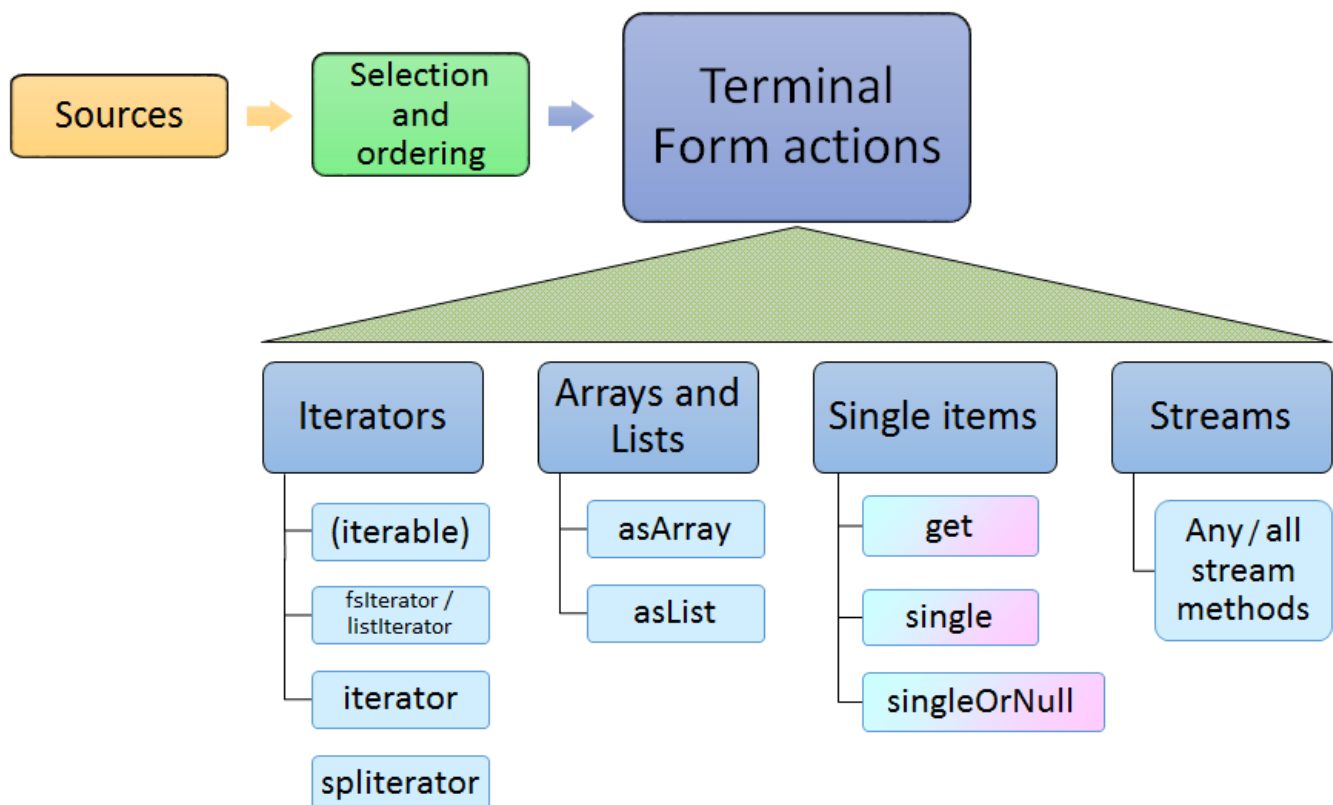 Sources
Selection
and
ordering
Terminal
Form actions
Iterators
(iterable)
fsIterator /
listIterator
iterator
spliterator
Arrays and
Lists
asArray
asList
Single items
get
single
singleOrNull
Streams
Any / all
stream
methods